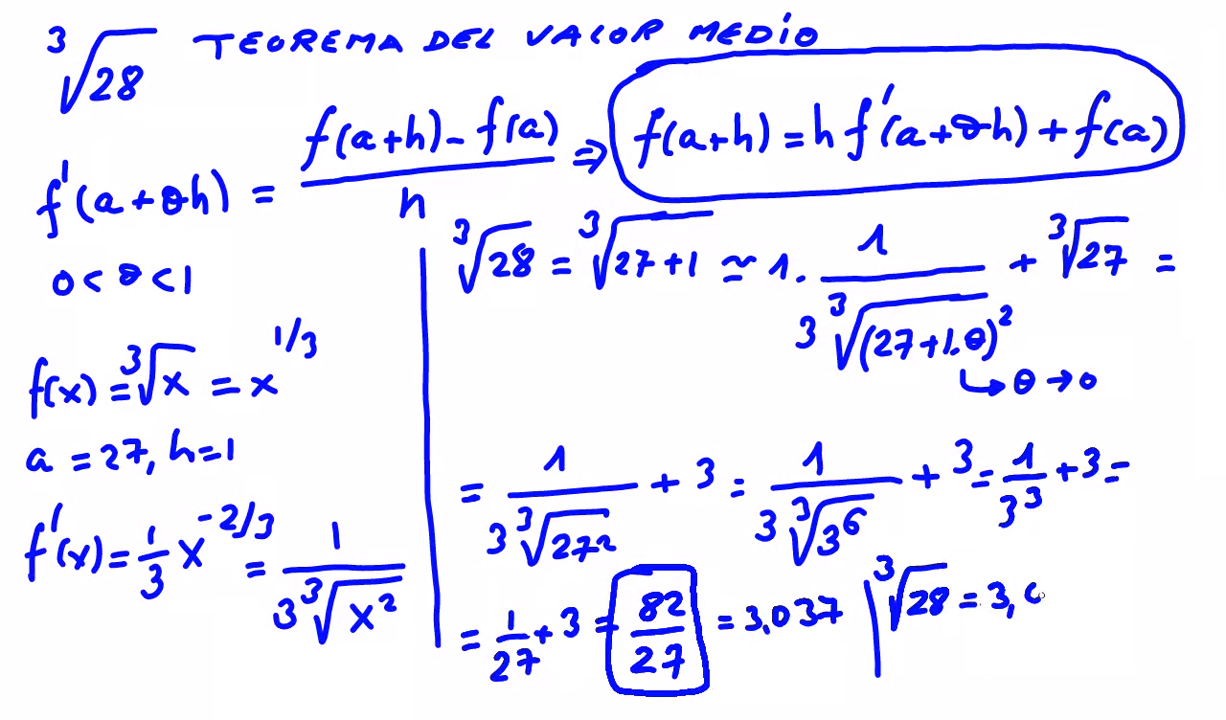 ∛28 TEOREMA DEL VALOR MEDIO
f'(a+θh) = (f(a+h) - f(a))/h ⇒ f(a+h) = h f'(a+θh) + f(a)
0 < θ < 1
f(x) = ∛x = x^(1/3)
a = 27, h = 1
f'(x) = 1/3 x^(-2/3) = 1/(3∛(x²))
∛28 = ∛(27+1) ≃ 1 · 1/(3∛((27+1.θ)²)) + ∛27 =
↳ θ → 0
= 1/(3∛(27²)) + 3 = 1/(3∛(3⁶)) + 3 = 1/3³ + 3 =
= 1/27 + 3 = 82/27 = 3,037 | ∛28 = 3,